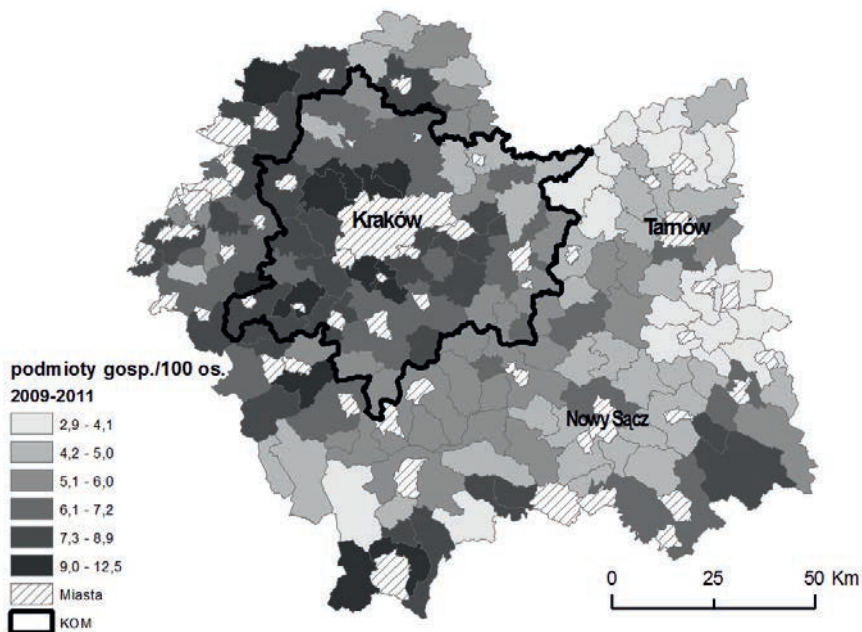 Kraków
Tarnów
Nowy Sącz
podmioty gosp./100 os.
2009-2011
2,9 - 4,1
4,2 - 5,0
5,1 - 6,0
6,1 - 7,2
7,3 - 8,9
9,0 - 12,5
Miasta
KOM
0 25 50 Km